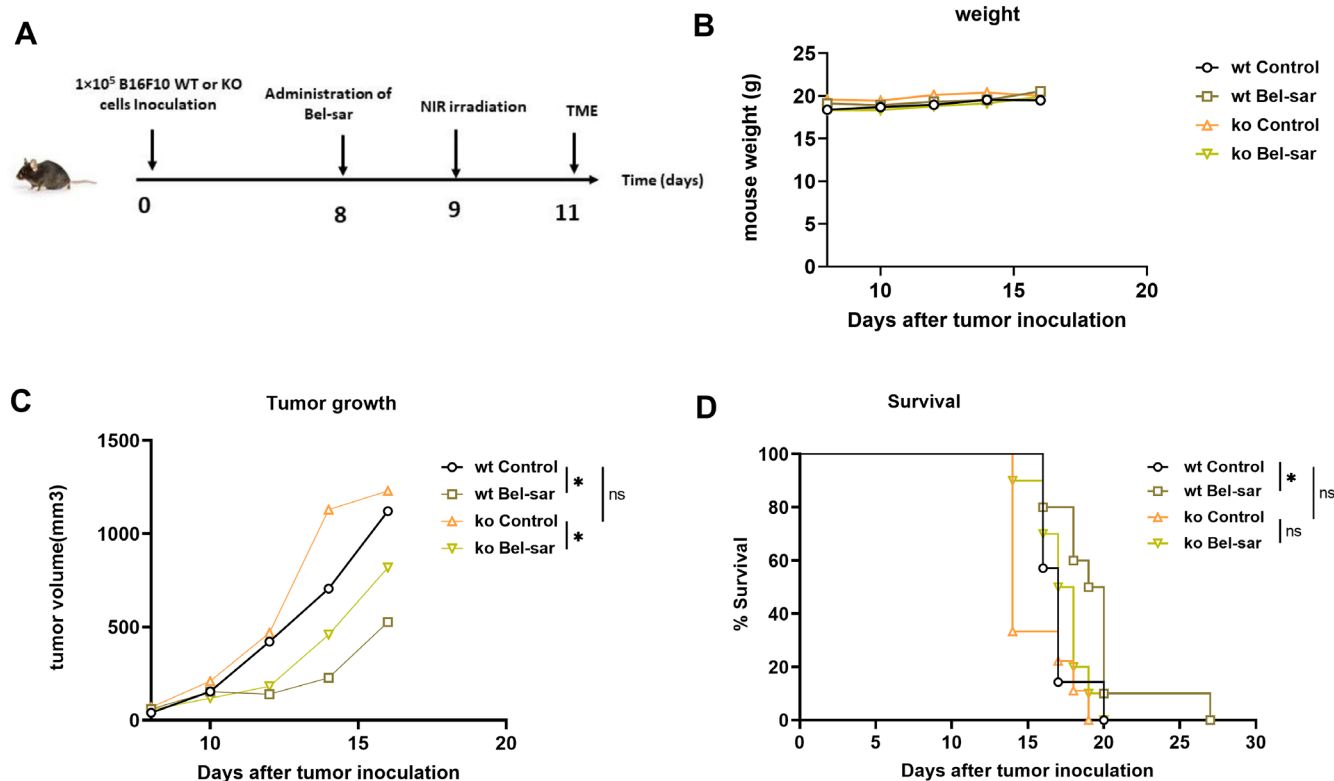 A
1×10⁵ B16F10 WT or KO
cells Inoculation
Administration of
Bel-sar
NIR irradiation
TME
Time (days)
0
8
9
11
B
weight
mouse weight (g)
25
20
15
10
5
0
10
15
20
Days after tumor inoculation
wt Control
wt Bel-sar
ko Control
ko Bel-sar
C
Tumor growth
tumor volume(mm3)
1500
1000
500
0
10
15
20
Days after tumor inoculation
wt Control
wt Bel-sar
ko Control
ko Bel-sar
*
*
ns
D
Survival
% Survival
100
80
60
40
20
0
0
5
10
15
20
25
30
Days after tumor inoculation
wt Control
wt Bel-sar
ko Control
ko Bel-sar
*
ns
ns